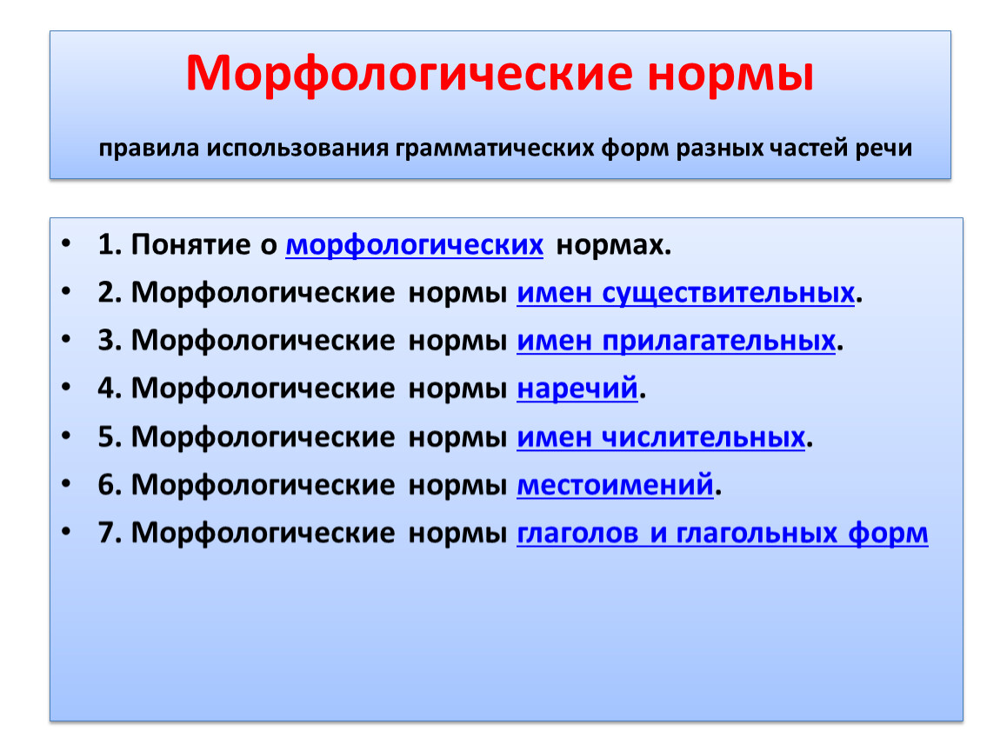 Морфологические нормы
правила использования грамматических форм разных частей речи
• 1. Понятие о морфологических нормах.
• 2. Морфологические нормы имен существительных.
• 3. Морфологические нормы имен прилагательных.
• 4. Морфологические нормы наречий.
• 5. Морфологические нормы имен числительных.
• 6. Морфологические нормы местоимений.
• 7. Морфологические нормы глаголов и глагольных форм